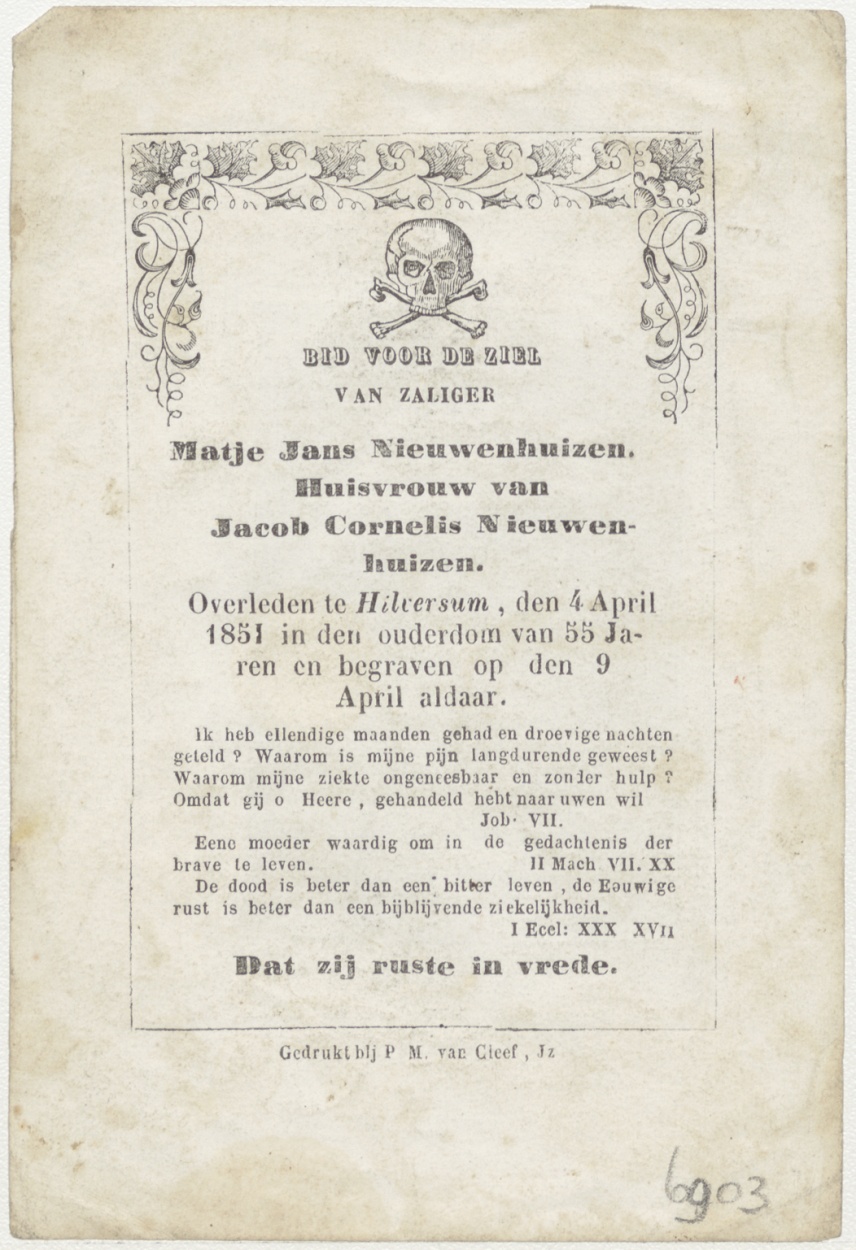 BID VOOR DE ZIEL
VAN ZALIGER
Matje Jans Nieuwenhuizen.
Huisvrouw van
Jacob Cornelis Nieuwen-
huizen.
Overleden te Hilversum , den 4 April
1851 in den ouderdom van 55 Ja-
ren en begraven op den 9
April aldaar.
Ik heb ellendige maanden gehad en droevige nachten
geteld ? Waarom is mijne pijn langdurende geweest ?
Waarom mijne ziekte ongeneesbaar en zonder hulp ?
Omdat gij o Heere , gehandeld hebt naar uwen wil
Job· VII.
Eene moeder waardig om in de gedachtenis der
brave te leven. II Mach VII. XX
De dood is beter dan een bitter leven , de Eeuwige
rust is beter dan een bijblijvende ziekelijkheid.
I Eccl: XXX XVII
Dat zij ruste in vrede.
Gedrukt bij P M. van Cleef , Jz
6903